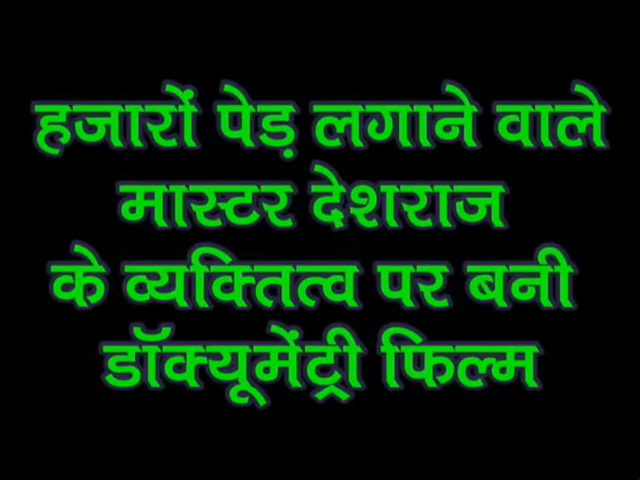 हजारों पेड़ लगाने वाले
मास्टर देशराज
के व्यक्तित्व पर बनी
डॉक्यूमेंट्री फिल्म